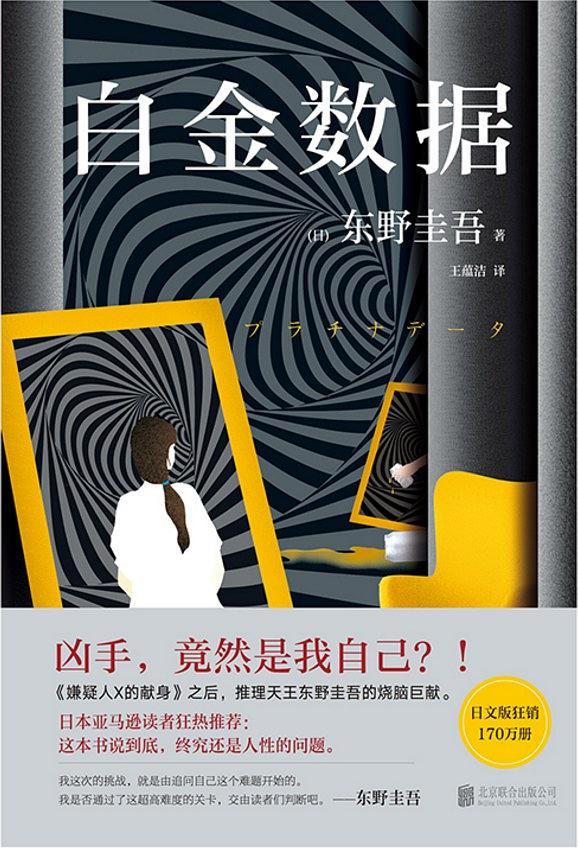 白金数据
(日) 东野圭吾 著
王蕴洁 译
プラチナデータ
凶手，竟然是我自己？！
《嫌疑人X的献身》之后，推理天王东野圭吾的烧脑巨献。
日本亚马逊读者狂热推荐：
这本书说到底，终究还是人性的问题。
日文版狂销
170万册
我这次的挑战，就是由追问自己这个难题开始的。
我是否通过了这超高难度的关卡，交由读者们判断吧。 ——东野圭吾
北京联合出版公司
Beijing United Publishing Co.,Ltd.